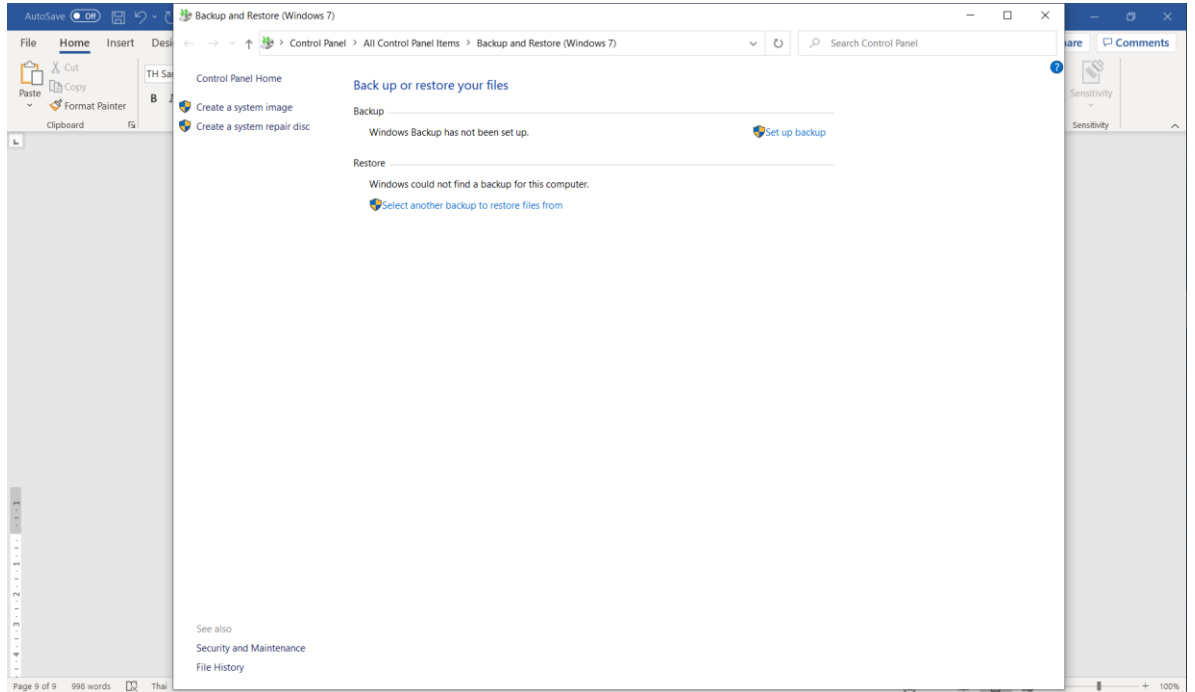 AutoSave Off
Backup and Restore (Windows 7)
File Home Insert
Comments
Control Panel > All Control Panel Items > Backup and Restore (Windows 7)
Search Control Panel
Paste
Cut
Copy
Format Painter
Clipboard
B
Sensitivity
Sensitivity
Control Panel Home
Create a system image
Create a system repair disc
Back up or restore your files
Backup
Windows Backup has not been set up.
Set up backup
Restore
Windows could not find a backup for this computer.
Select another backup to restore files from
See also
Security and Maintenance
File History
Page 9 of 9 998 words Thai
100%